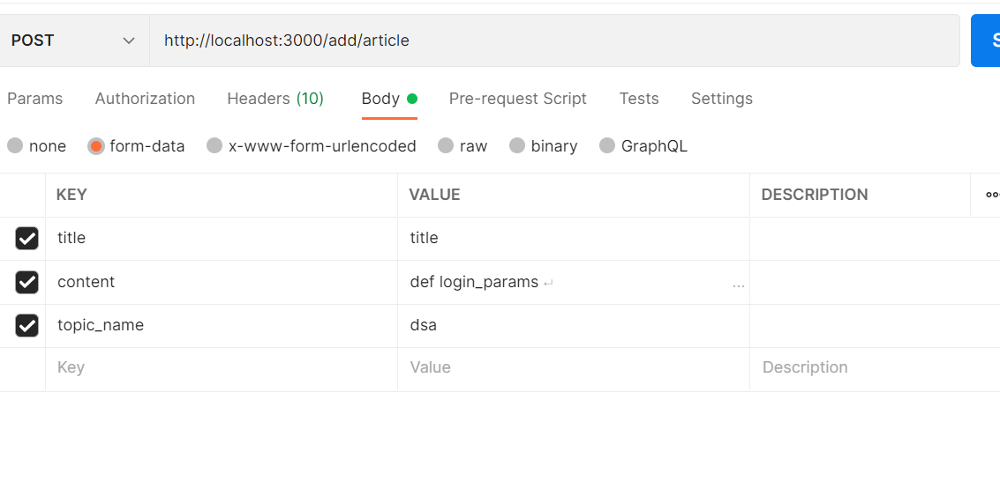 POST http://localhost:3000/add/article S
Params Authorization Headers (10) Body Pre-request Script Tests Settings
none form-data x-www-form-urlencoded raw binary GraphQL
KEY VALUE DESCRIPTION
title title
content def login_params ↵ ...
topic_name dsa
Key Value Description